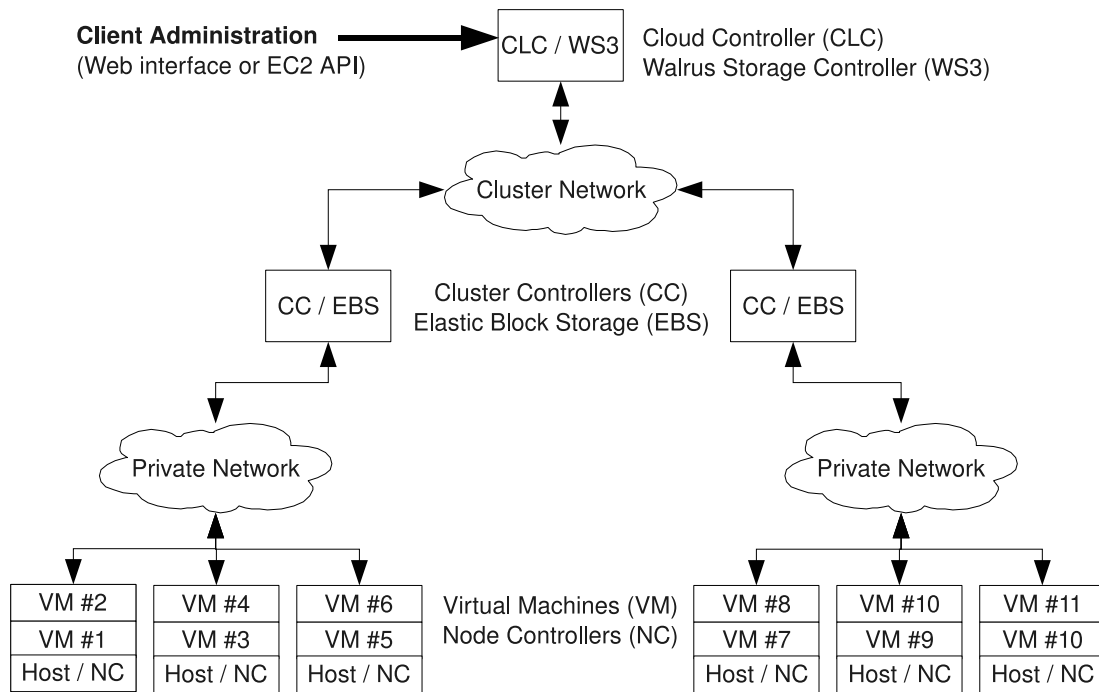 Client Administration
(Web interface or EC2 API)
CLC / WS3
Cloud Controller (CLC)
Walrus Storage Controller (WS3)
Cluster Network
CC / EBS
Cluster Controllers (CC)
Elastic Block Storage (EBS)
CC / EBS
Private Network
Private Network
VM #2
VM #1
Host / NC
VM #4
VM #3
Host / NC
VM #6
VM #5
Host / NC
Virtual Machines (VM)
Node Controllers (NC)
VM #8
VM #7
Host / NC
VM #10
VM #9
Host / NC
VM #11
VM #10
Host / NC